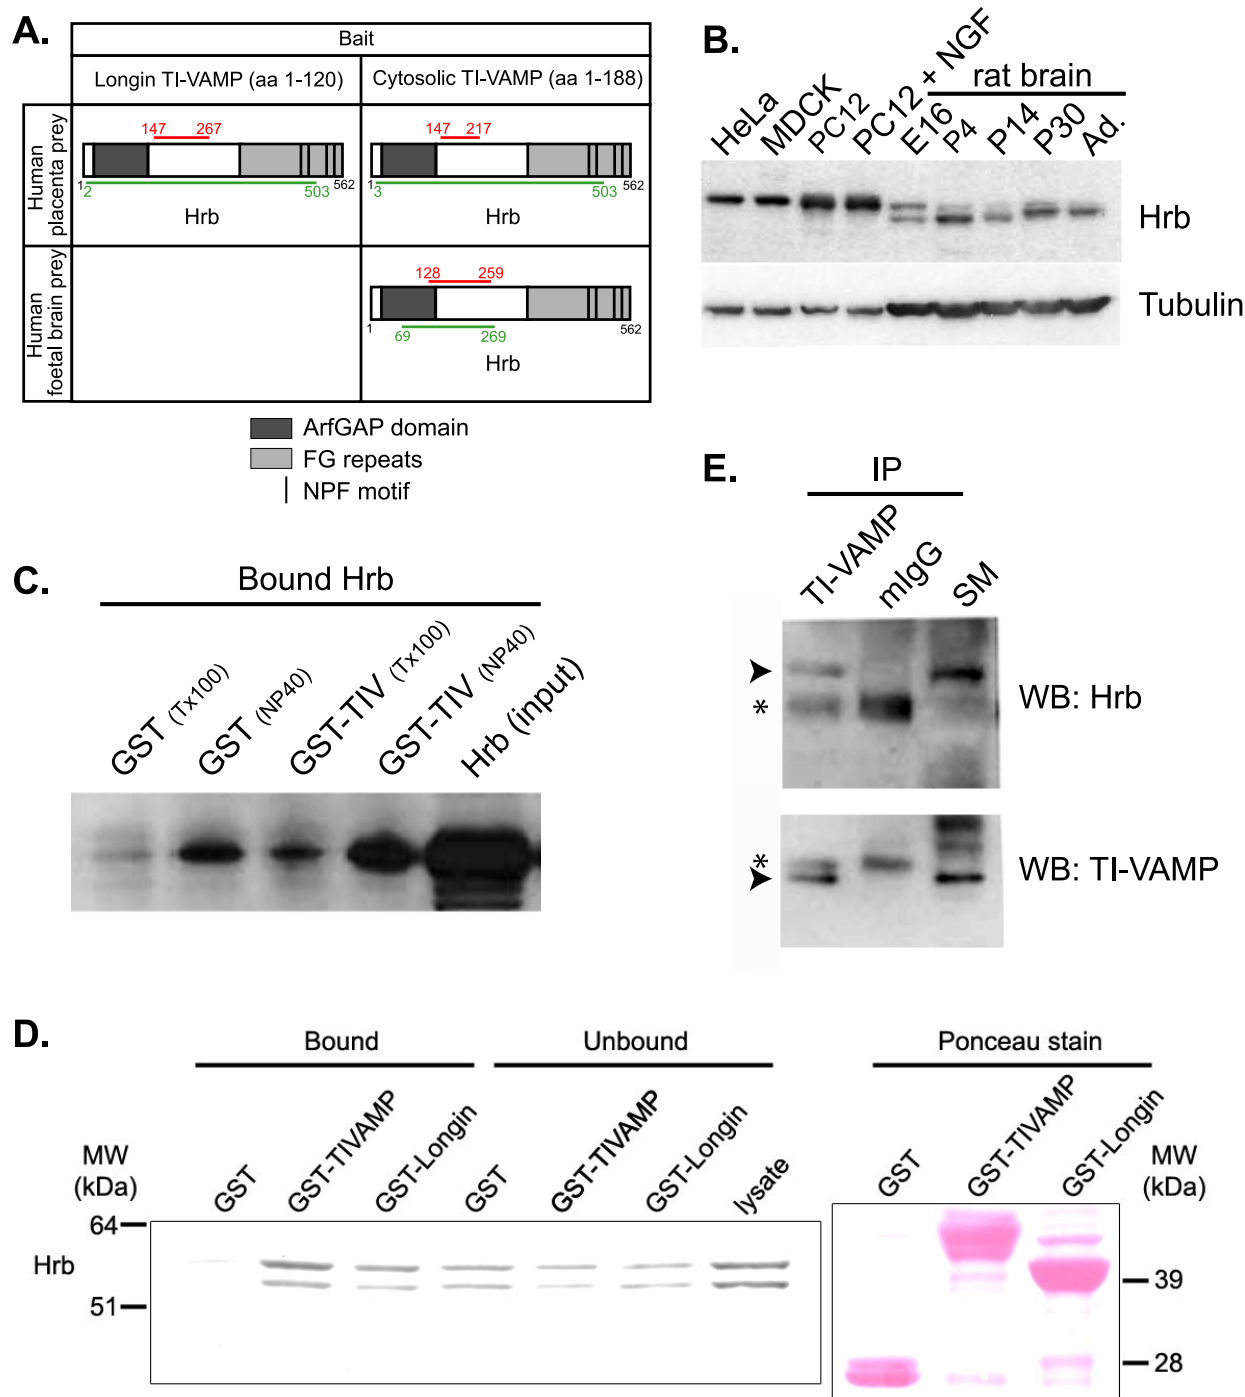 A.
Bait
Longin TI-VAMP (aa 1-120)
Cytosolic TI-VAMP (aa 1-188)
Human
placenta prey
147 267
1
2
503
562
Hrb
147 217
1
3
503
562
Hrb
Human
foetal brain prey
128 259
1
69
269
562
Hrb
ArfGAP domain
FG repeats
NPF motif
B.
HeLa
MDCK
PC12
PC12 + NGF
rat brain
E16
P4
P14
P30
Ad.
Hrb
Tubulin
C.
Bound Hrb
GST (Tx100)
GST (NP40)
GST-TIV (Tx100)
GST-TIV (NP40)
Hrb (input)
E.
IP
TI-VAMP
mIgG
SM
*
WB: Hrb
*
WB: TI-VAMP
D.
Bound
Unbound
Ponceau stain
GST
GST-TIVAMP
GST-Longin
GST
GST-TIVAMP
GST-Longin
lysate
GST
GST-TIVAMP
GST-Longin
MW
(kDa)
64
Hrb
51
MW
(kDa)
39
28